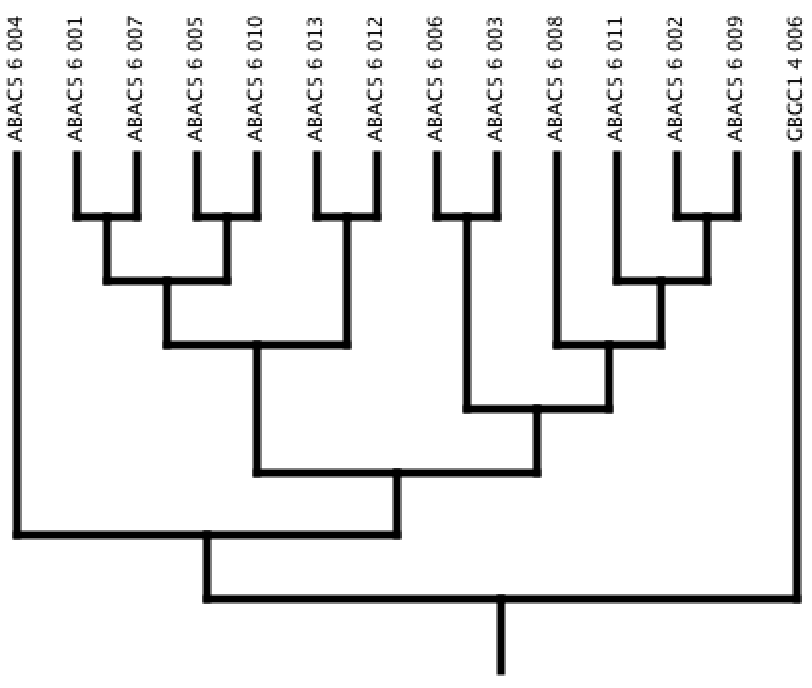 ABAC5 6 004
ABAC5 6 001
ABAC5 6 007
ABAC5 6 005
ABAC5 6 010
ABAC5 6 013
ABAC5 6 012
ABAC5 6 006
ABAC5 6 003
ABAC5 6 008
ABAC5 6 011
ABAC5 6 002
ABAC5 6 009
GBGC1 4 006